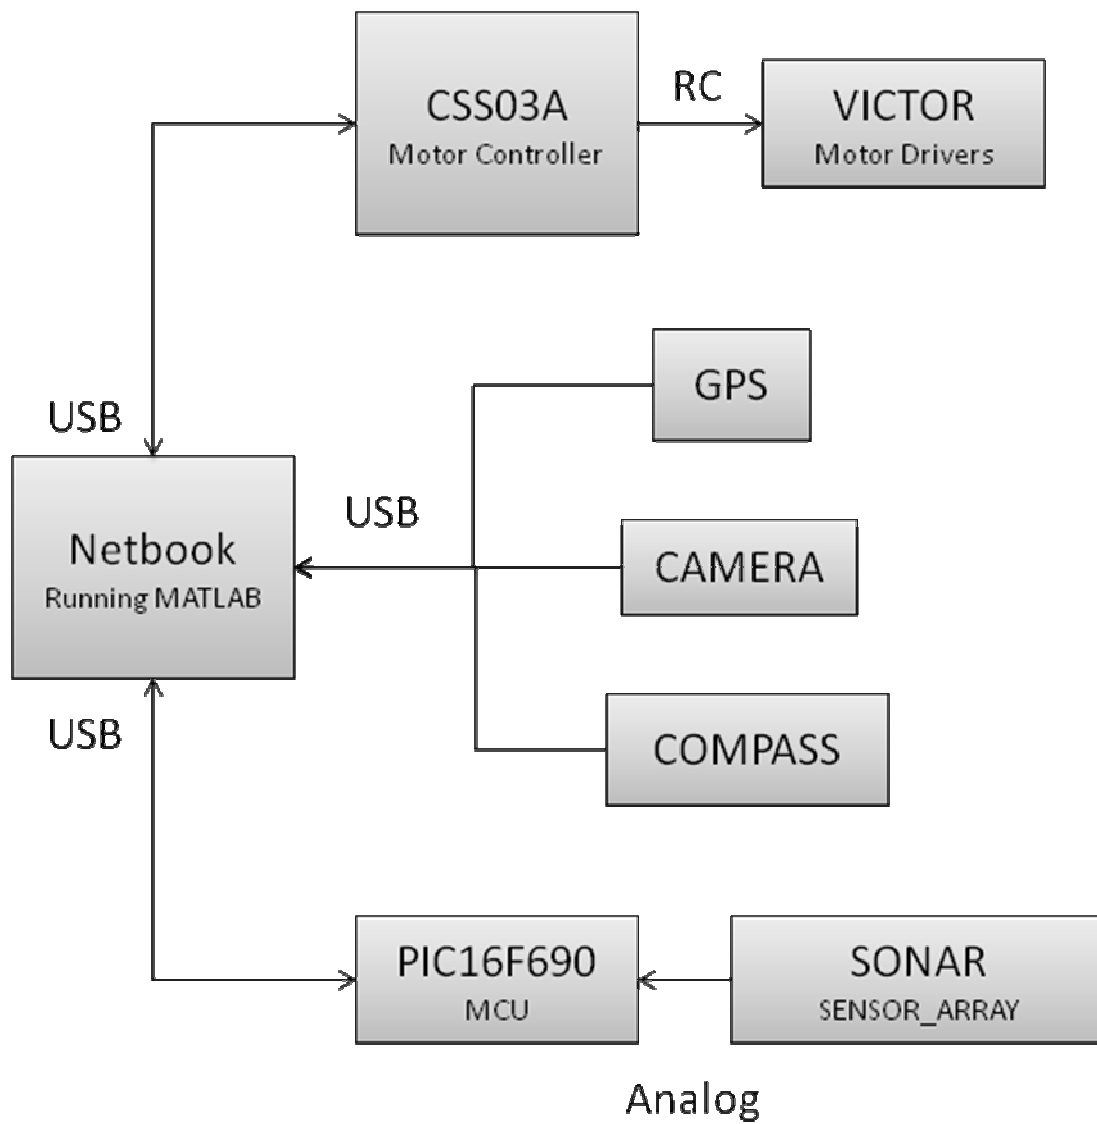 CSS03A
Motor Controller
RC
VICTOR
Motor Drivers
GPS
USB
Netbook
Running MATLAB
USB
CAMERA
USB
COMPASS
PIC16F690
MCU
SONAR
SENSOR_ARRAY
Analog